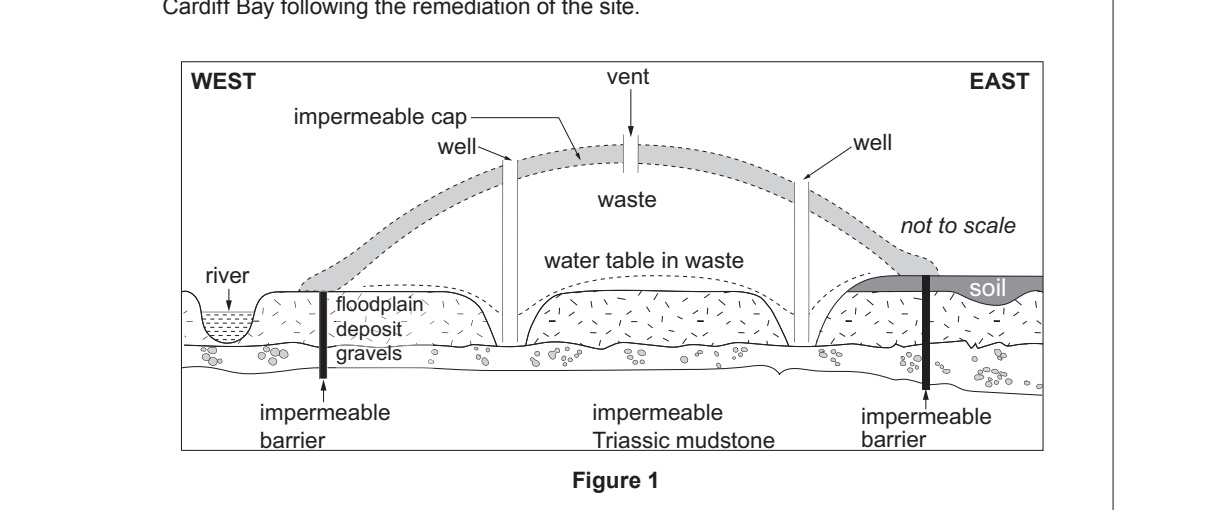 Cardiff Bay following the remediation of the site.
WEST
vent
EAST
impermeable cap
well
well
waste
not to scale
water table in waste
river
soil
floodplain
deposit
gravels
impermeable
barrier
impermeable
Triassic mudstone
impermeable
barrier
Figure 1